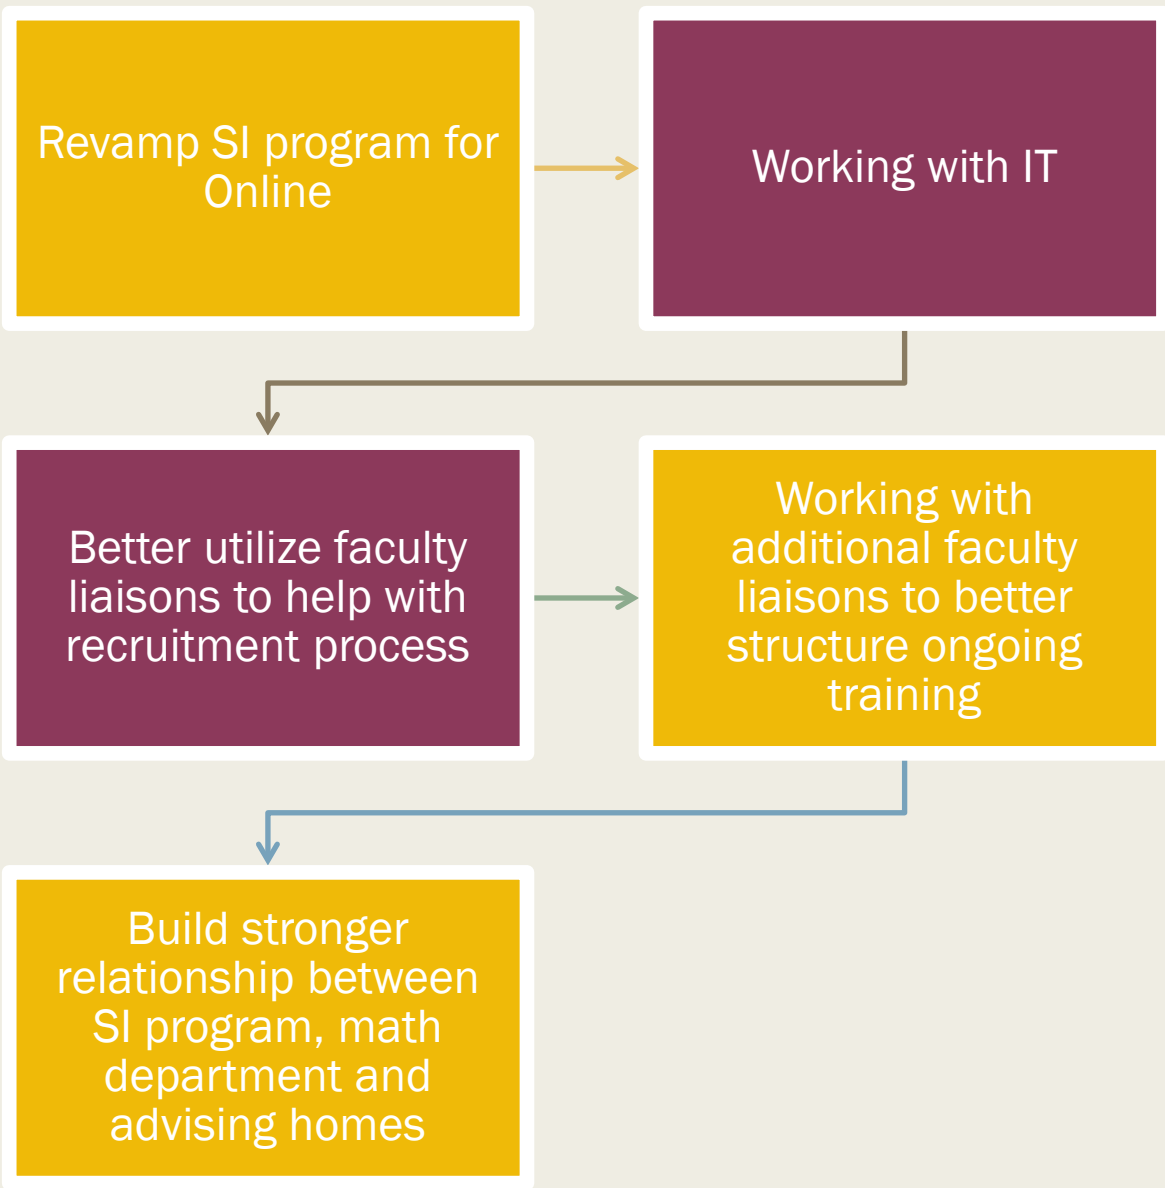 Revamp SI program for
Online
Working with IT
Better utilize faculty
liaisons to help with
recruitment process
Working with
additional faculty
liaisons to better
structure ongoing
training
Build stronger
relationship between
SI program, math
department and
advising homes